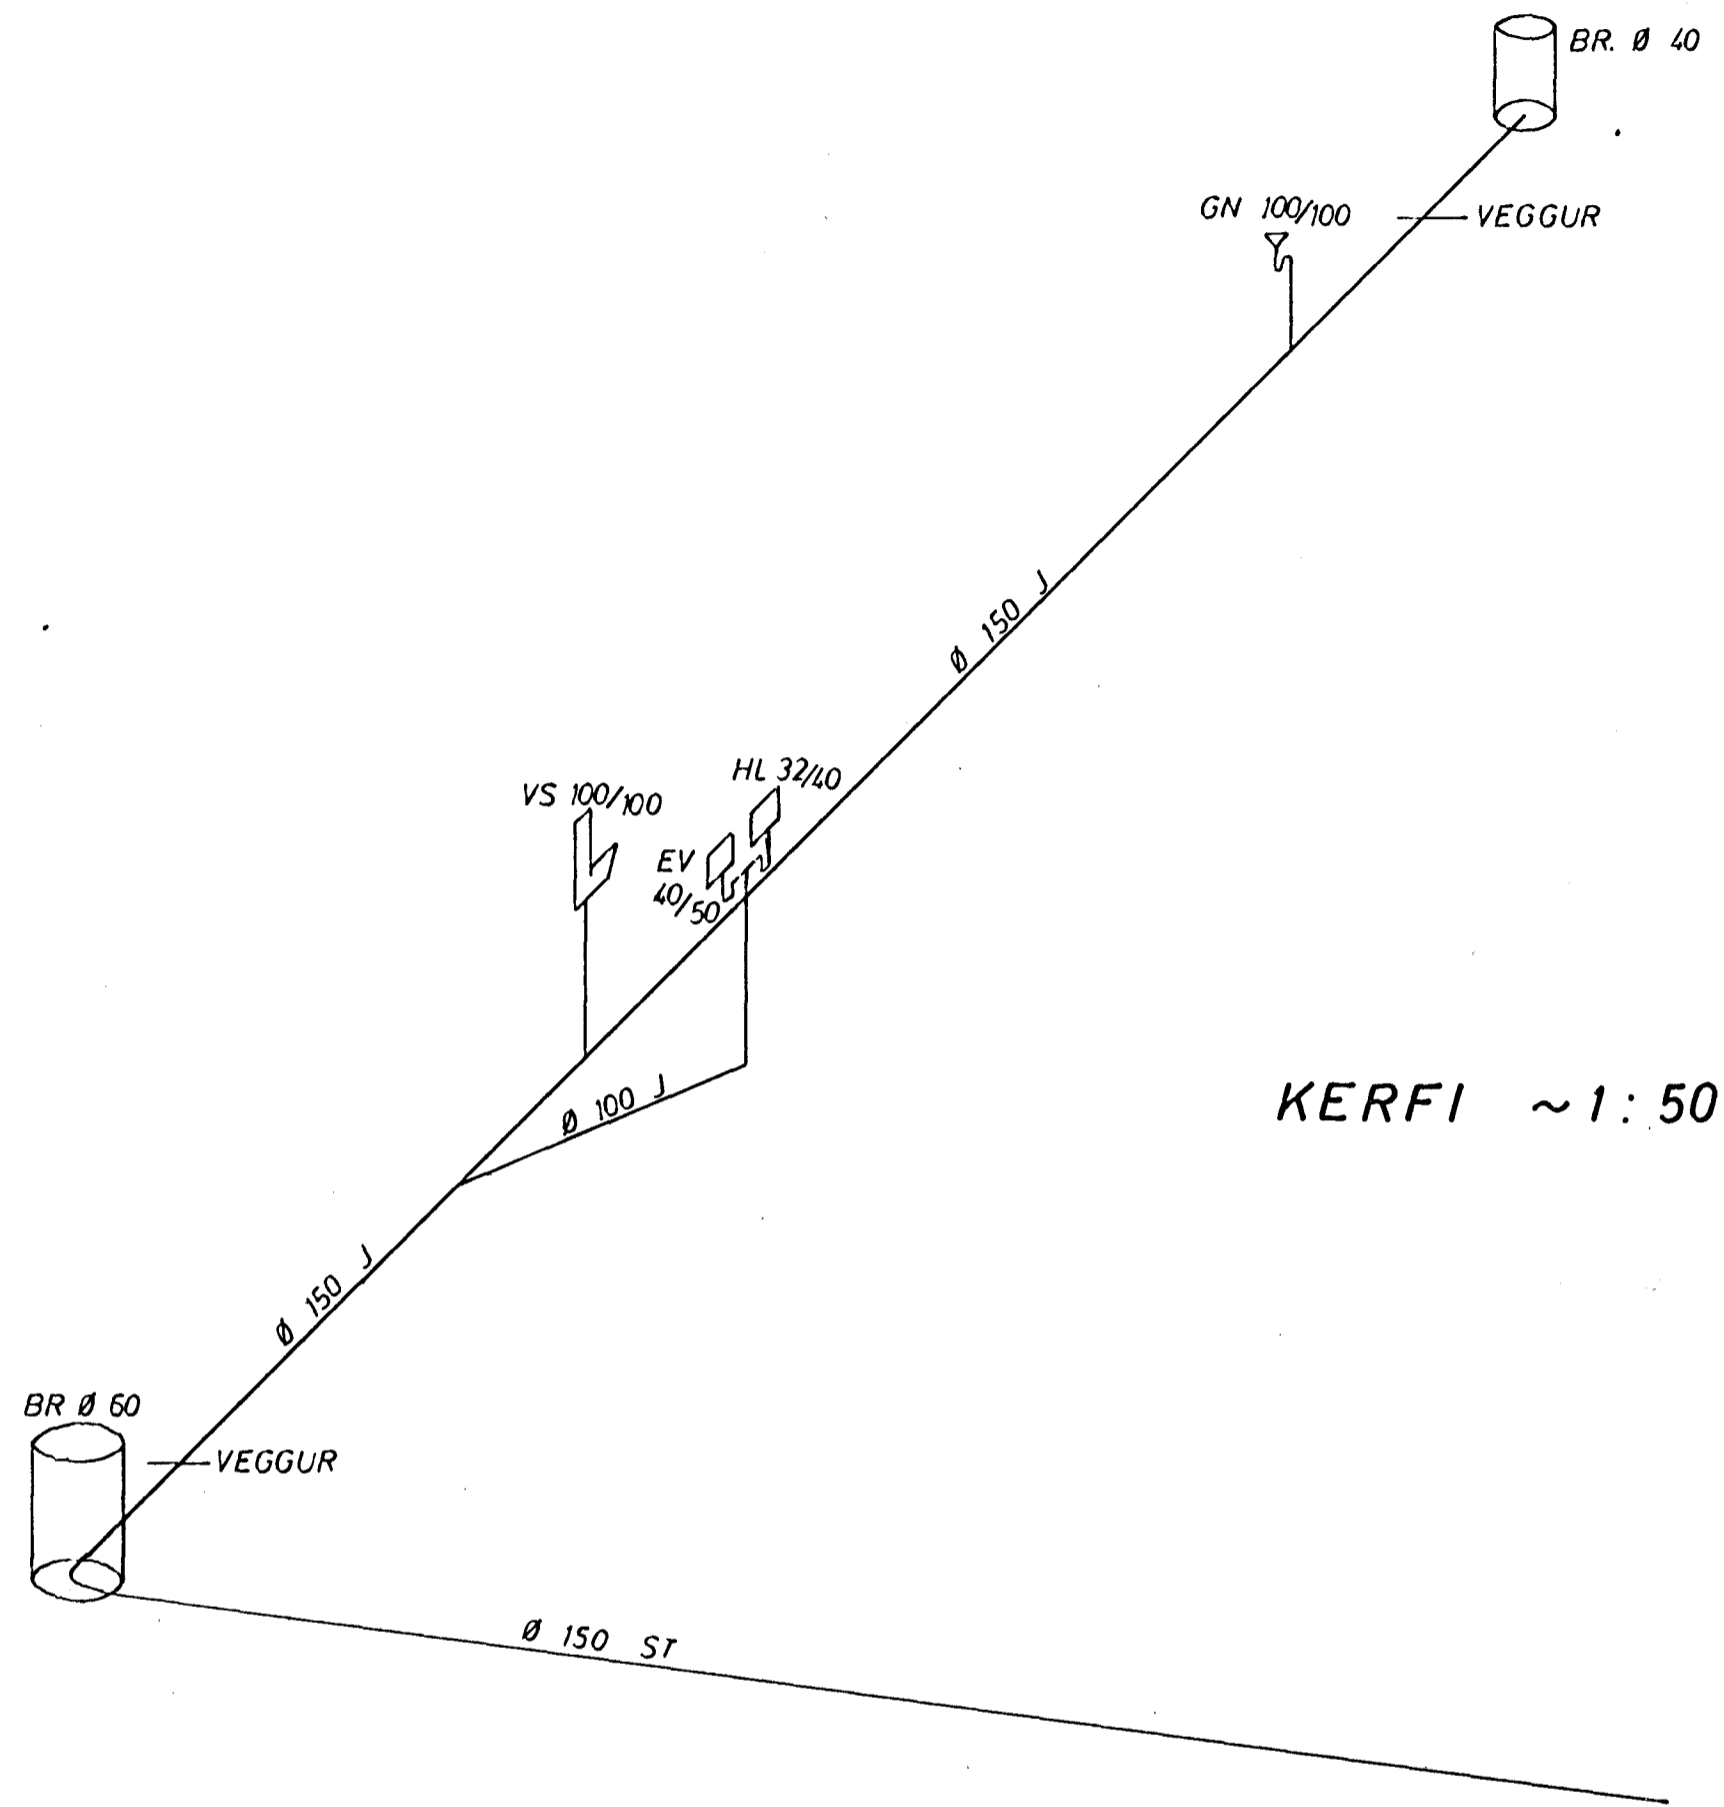 BR. Ø 40
GN 100/100
VEGGUR
Ø 150 J
HL 32/40
VS 100/100
EV
40/50
KERFI ~1:50
Ø 100 J
Ø 150 J
BR Ø 60
VEGGUR
Ø 150 ST